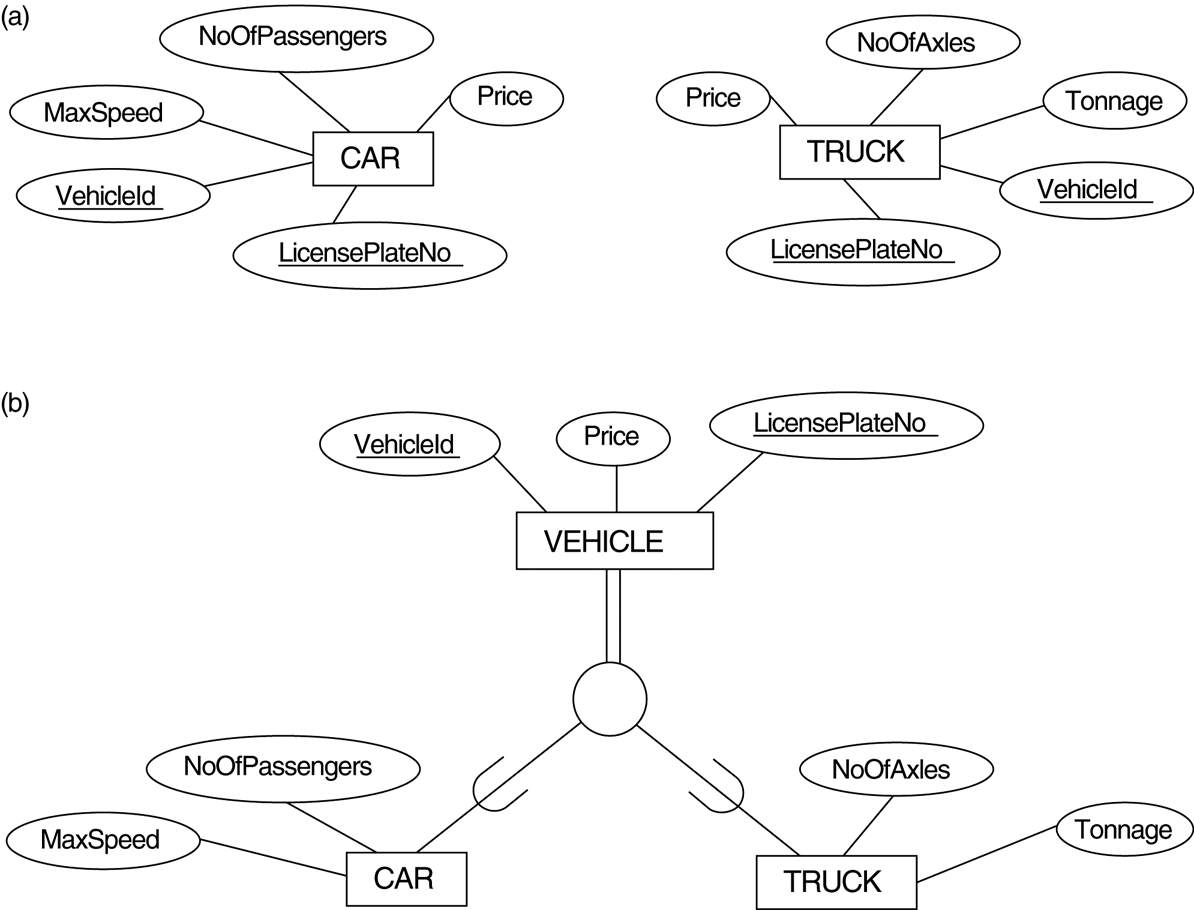 (a)
NoOfPassengers
NoOfAxles
MaxSpeed
Price
Price
Tonnage
CAR
TRUCK
VehicleId
VehicleId
LicensePlateNo
LicensePlateNo
(b)
VehicleId
Price
LicensePlateNo
VEHICLE
NoOfPassengers
NoOfAxles
MaxSpeed
Tonnage
CAR
TRUCK